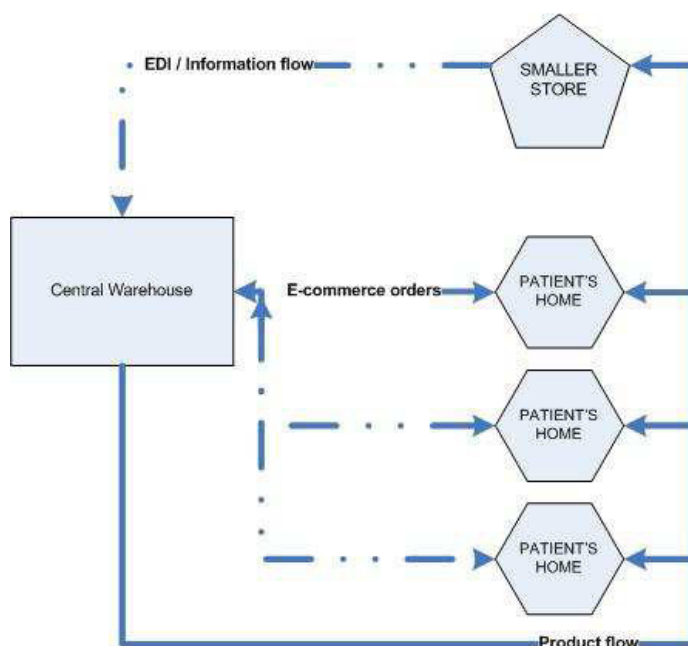 EDI / Information flow
SMALLER
STORE
Central Warehouse
E-commerce orders
PATIENT'S
HOME
PATIENT'S
HOME
PATIENT'S
HOME
Product flow